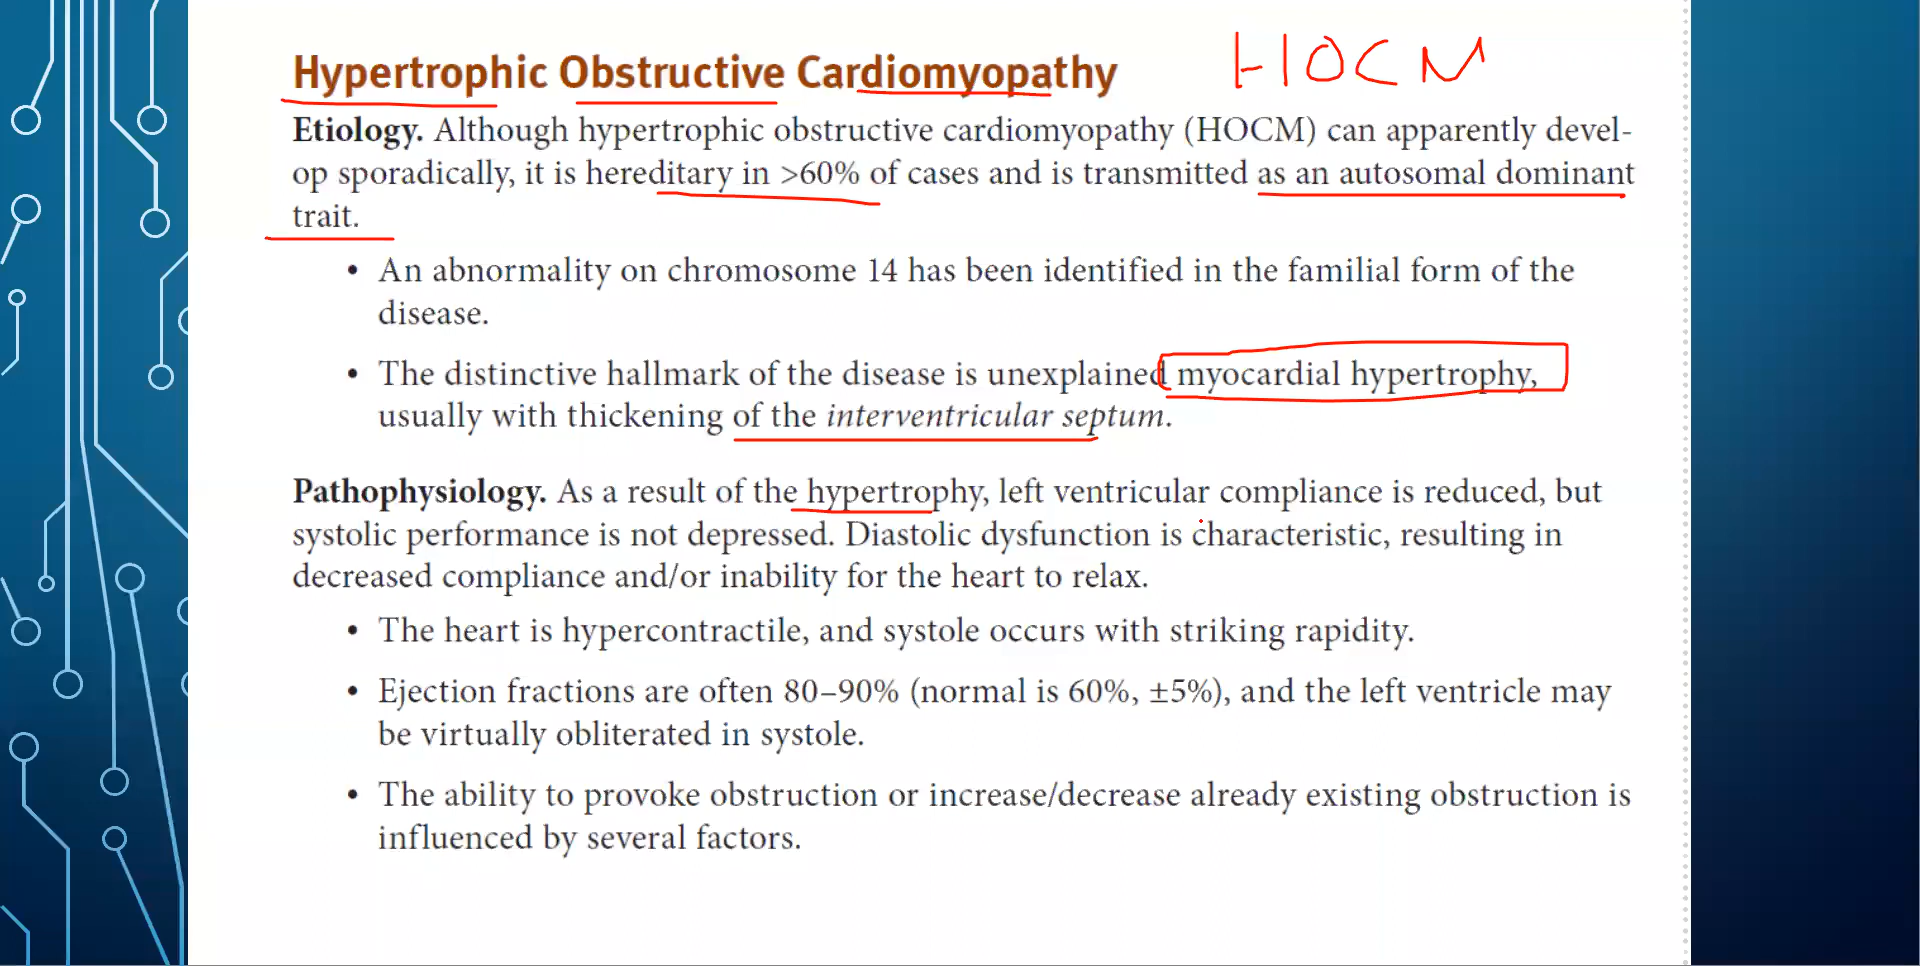 Hypertrophic Obstructive Cardiomyopathy HOCM
Etiology. Although hypertrophic obstructive cardiomyopathy (HOCM) can apparently devel-
op sporadically, it is hereditary in >60% of cases and is transmitted as an autosomal dominant
trait.
• An abnormality on chromosome 14 has been identified in the familial form of the
disease.
• The distinctive hallmark of the disease is unexplained myocardial hypertrophy,
usually with thickening of the interventricular septum.
Pathophysiology. As a result of the hypertrophy, left ventricular compliance is reduced, but
systolic performance is not depressed. Diastolic dysfunction is characteristic, resulting in
decreased compliance and/or inability for the heart to relax.
• The heart is hypercontractile, and systole occurs with striking rapidity.
• Ejection fractions are often 80–90% (normal is 60%, ±5%), and the left ventricle may
be virtually obliterated in systole.
• The ability to provoke obstruction or increase/decrease already existing obstruction is
influenced by several factors.